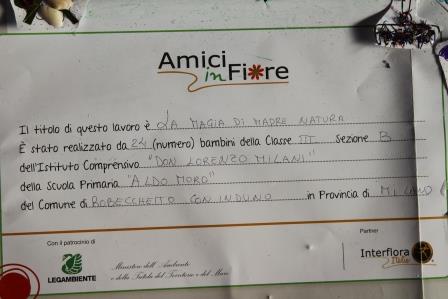 Amici
in Fiore
Il titolo di questo lavoro è LA MAGIA DI MADRE NATURA
È stato realizzato da 24 (numero) bambini della Classe III Sezione B
dell'Istituto Comprensivo "DON LORENZO MILANI"
della Scuola Primaria "ALDO MORO"
del Comune di ROBECCHETTO CON INDUNO in Provincia di MILANO
Con il patrocinio di
Partner
LEGAMBIENTE
Ministero dell'Ambiente
e della Tutela del Territorio e del Mare
Interflora
Italia